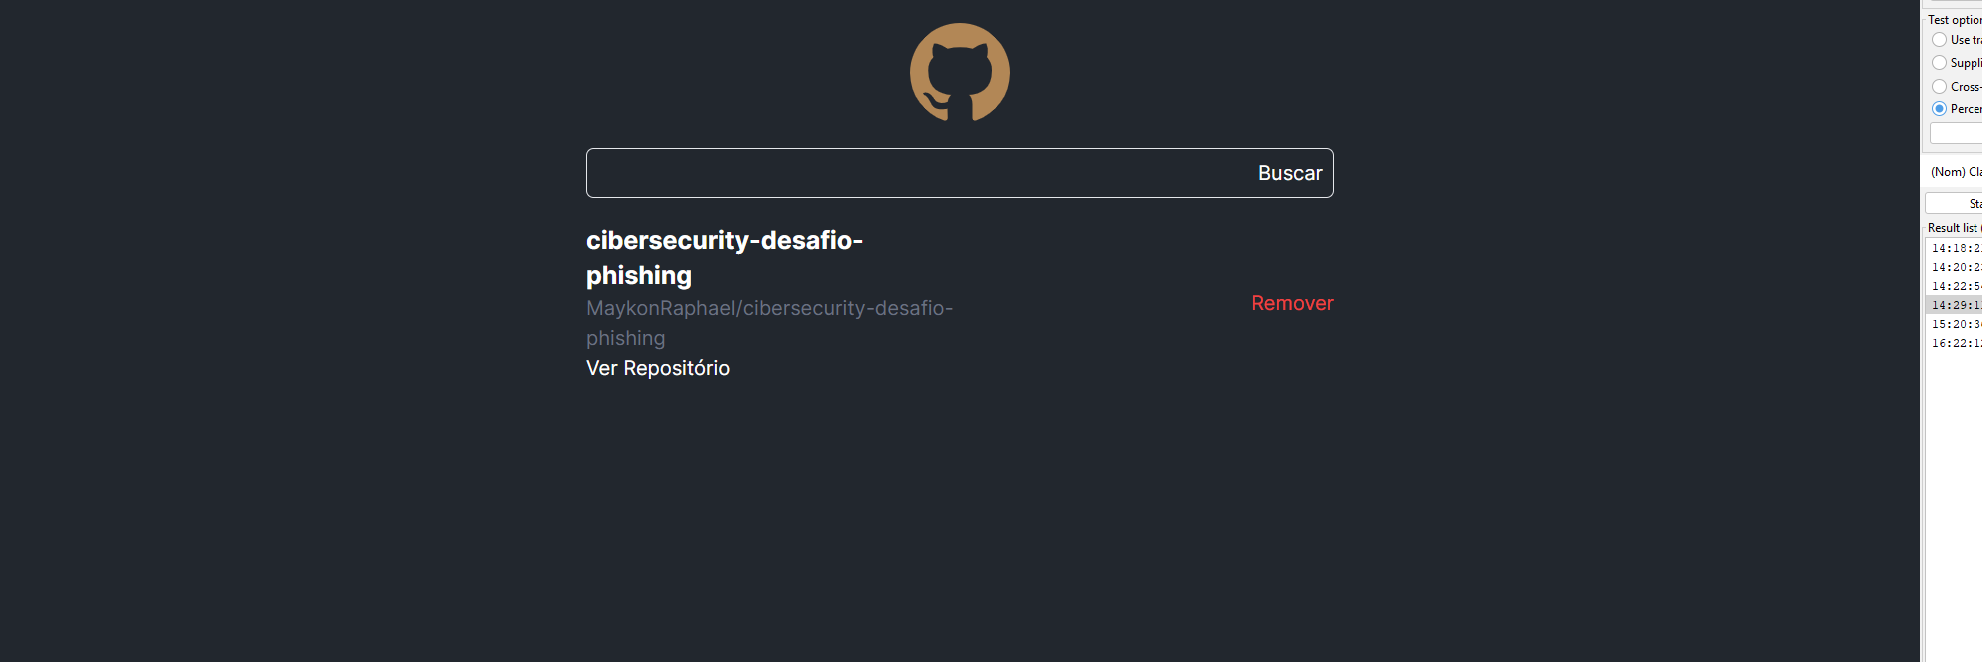 Buscar
cibersecurity-desafio-
phishing
MaykonRaphael/cibersecurity-desafio-
phishing
Ver Repositório
Remover
Test option
Use tr
Suppli
Cross-
Percer
(Nom) Cla
Sta
Result list
14:18:2
14:20:2
14:22:5
14:29:1
15:20:3
16:22:1